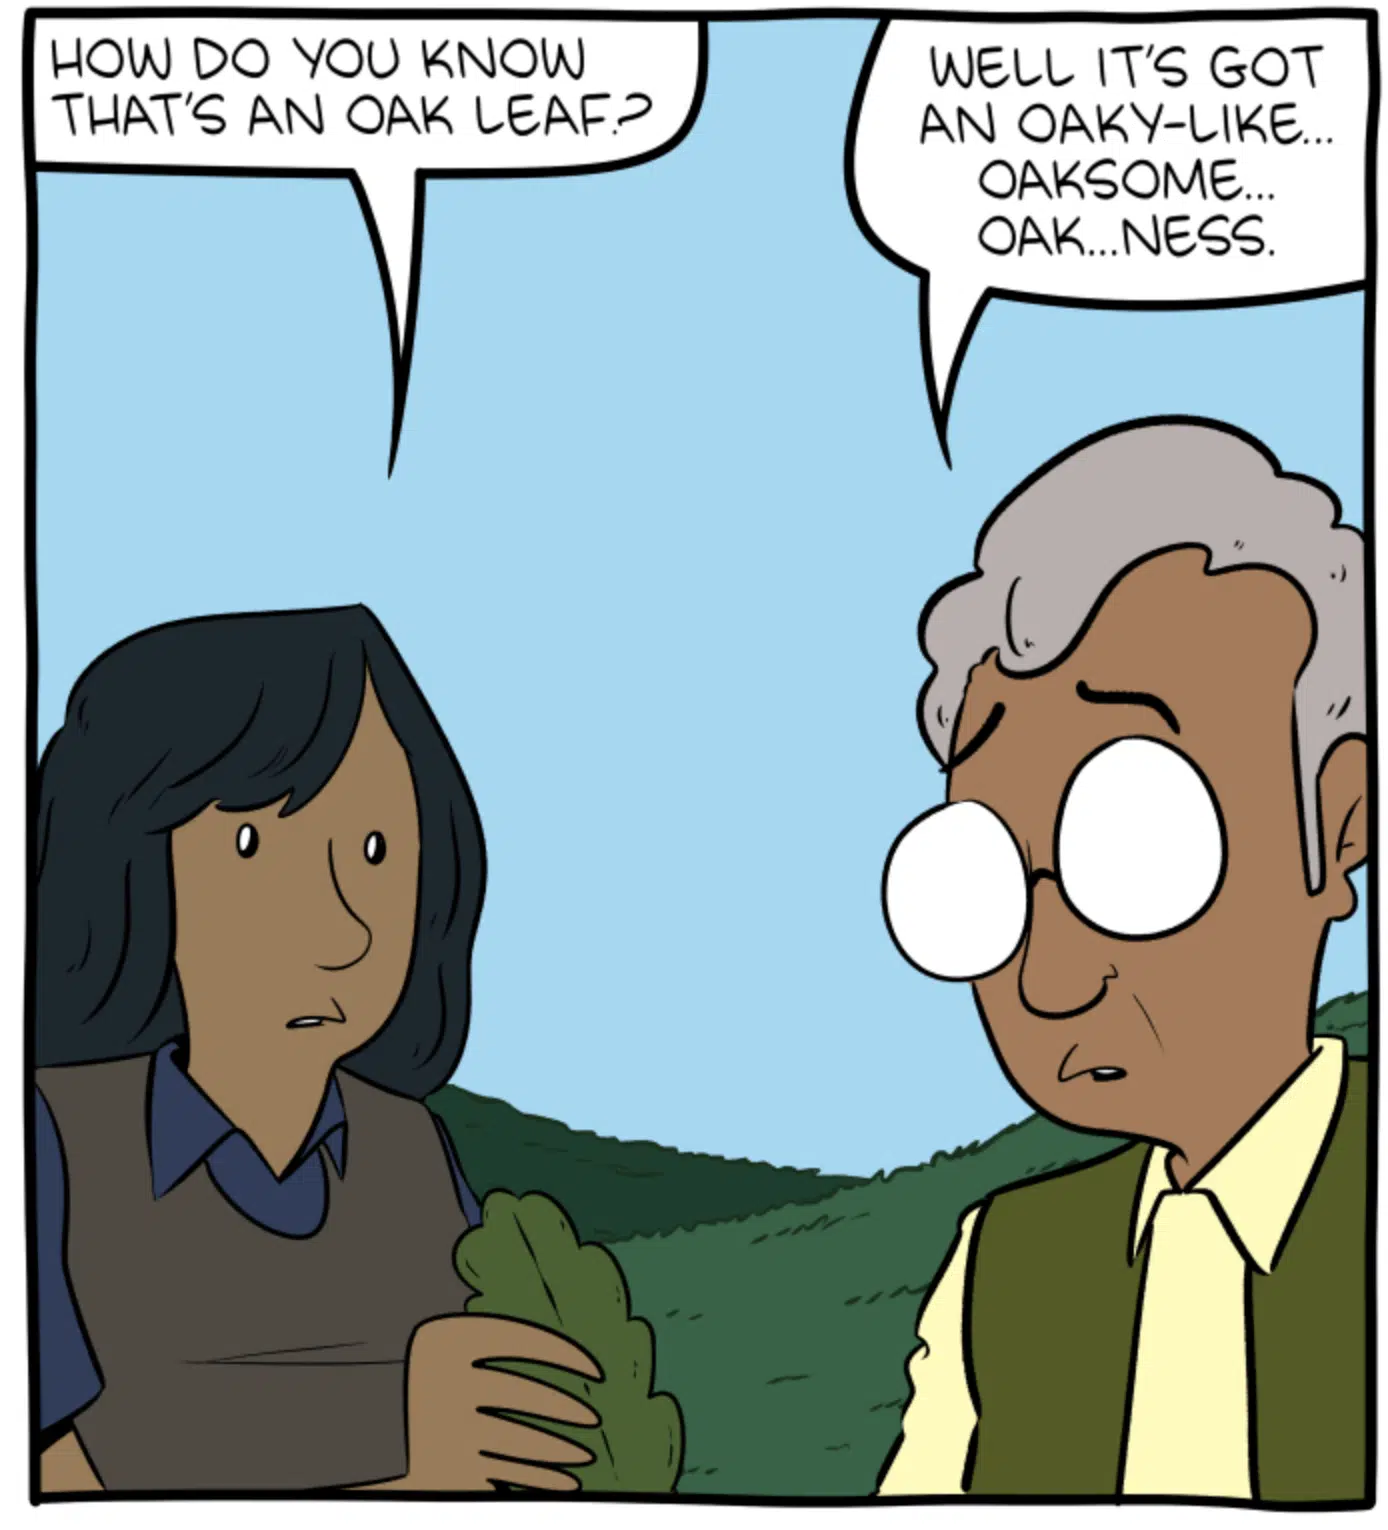 HOW DO YOU KNOW
THAT'S AN OAK LEAF?
WELL IT'S GOT
AN OAKY-LIKE...
OAKSOME...
OAK...NESS.